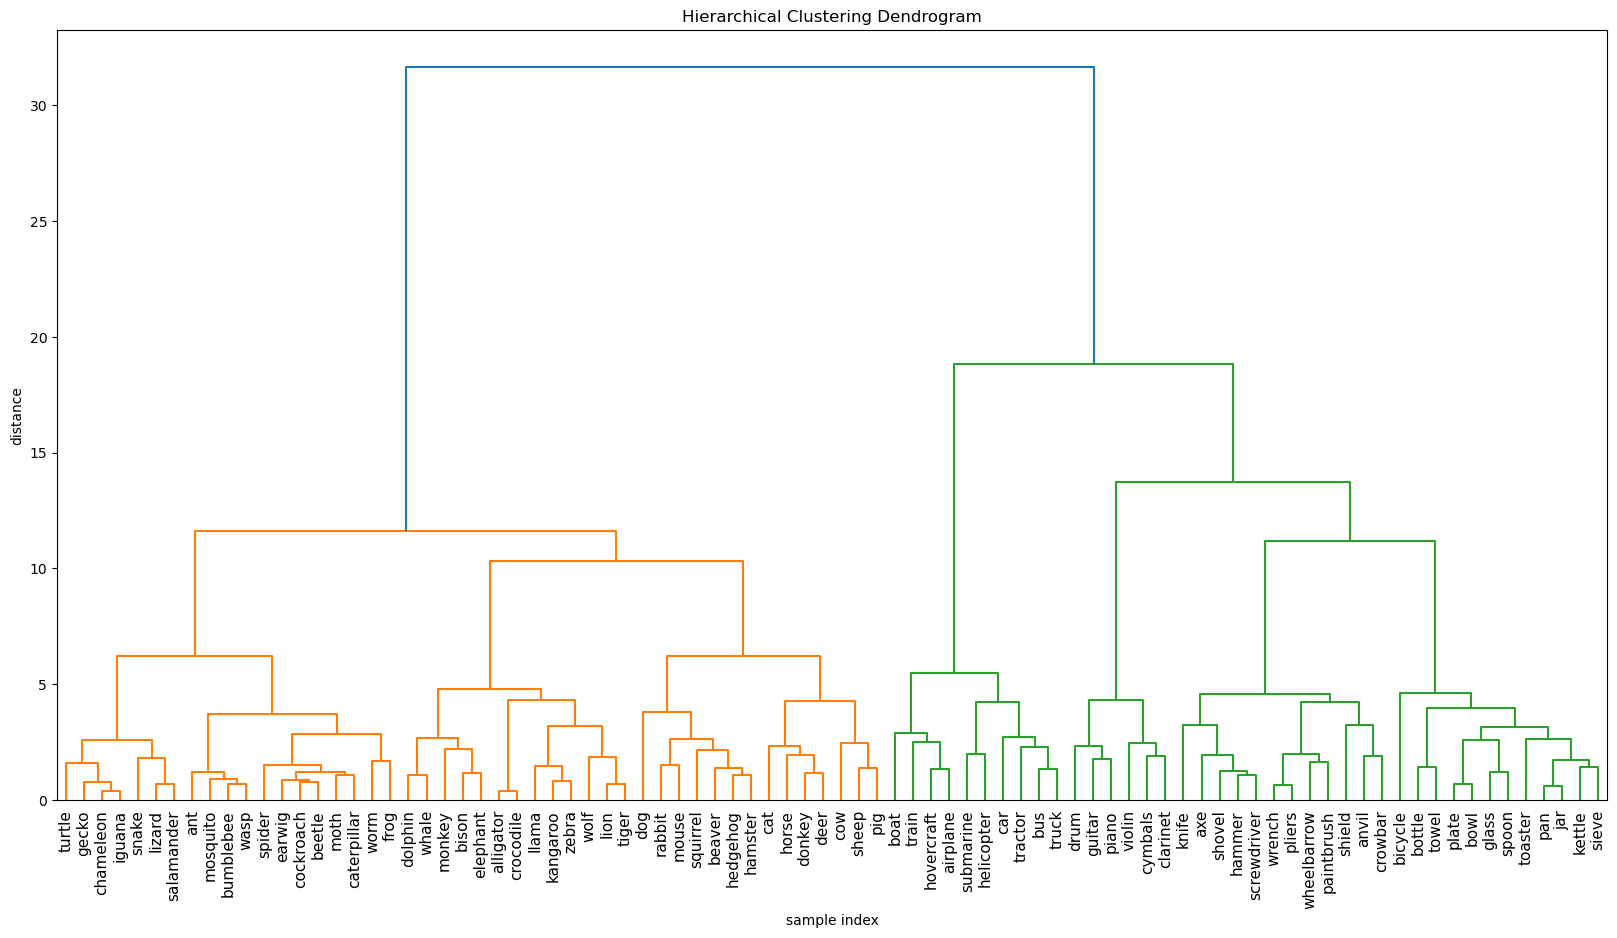 Hierarchical Clustering Dendrogram
30
25
20
15
10
5
0
distance
turtle
gecko
chameleon
iguana
snake
lizard
salamander
ant
mosquito
bumblebee
wasp
spider
earwig
cockroach
beetle
moth
caterpillar
worm
frog
dolphin
whale
monkey
bison
elephant
alligator
crocodile
llama
kangaroo
zebra
wolf
lion
tiger
dog
rabbit
mouse
squirrel
beaver
hedgehog
hamster
cat
horse
donkey
deer
cow
sheep
pig
boat
train
hovercraft
airplane
submarine
helicopter
car
tractor
bus
truck
drum
guitar
piano
violin
cymbals
clarinet
knife
axe
shovel
hammer
screwdriver
wrench
pliers
wheelbarrow
paintbrush
shield
anvil
crowbar
bicycle
bottle
towel
plate
bowl
glass
spoon
toaster
pan
jar
kettle
sieve
sample index